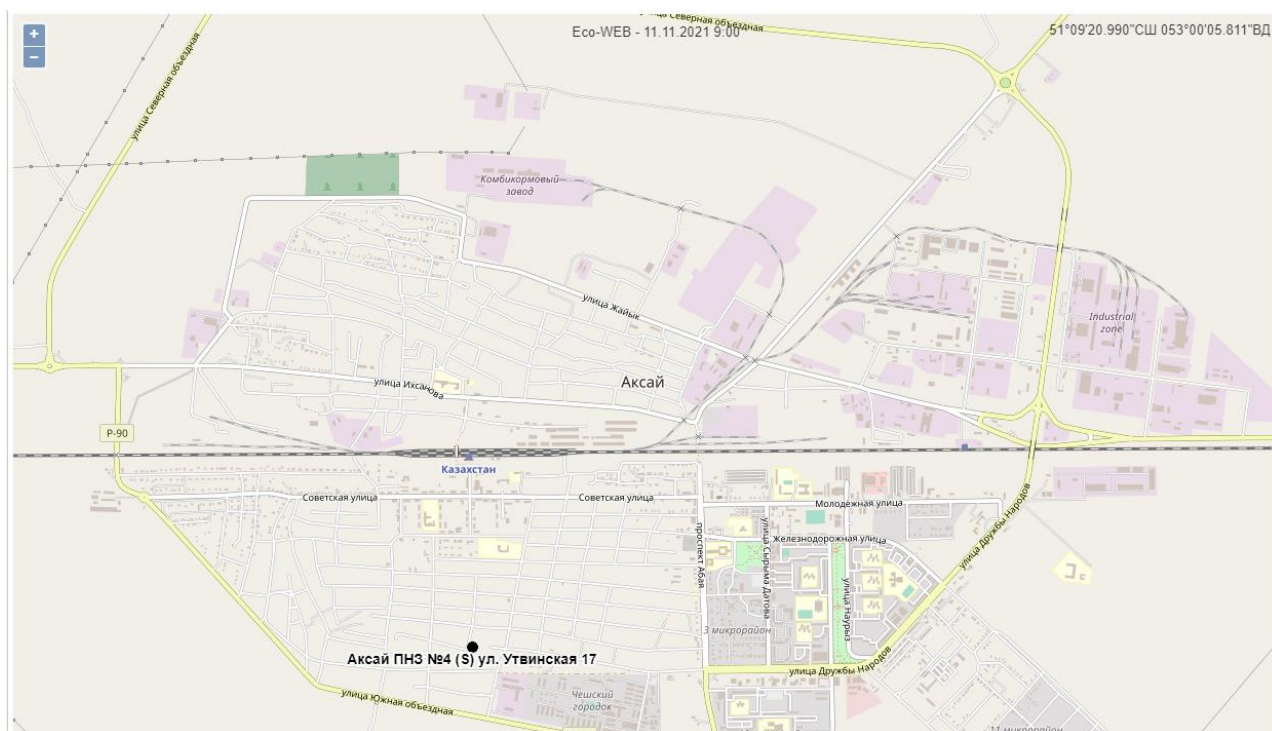 +
−
улица Северная объездная
Eco-WEB - 11.11.2021 9:00
51°09'20.990"СШ 053°00'05.811"ВД
улица Северная объездная
Комбикормовый
завод
улица Жайык
Industrial
zone
Аксай
улица Ихсанова
P-90
Казахстан
Советская улица
Советская улица
Молодежная улица
Железнодорожная улица
проспект Абая
улица Сырыма Датова
улица Наурыз
улица Дружбы Народов
3 микрорайон
Аксай ПНЗ №4 (S) ул. Утвинская 17
улица Дружбы Народов
улица Южная объездная
Чешский
городок
11 микрорайон